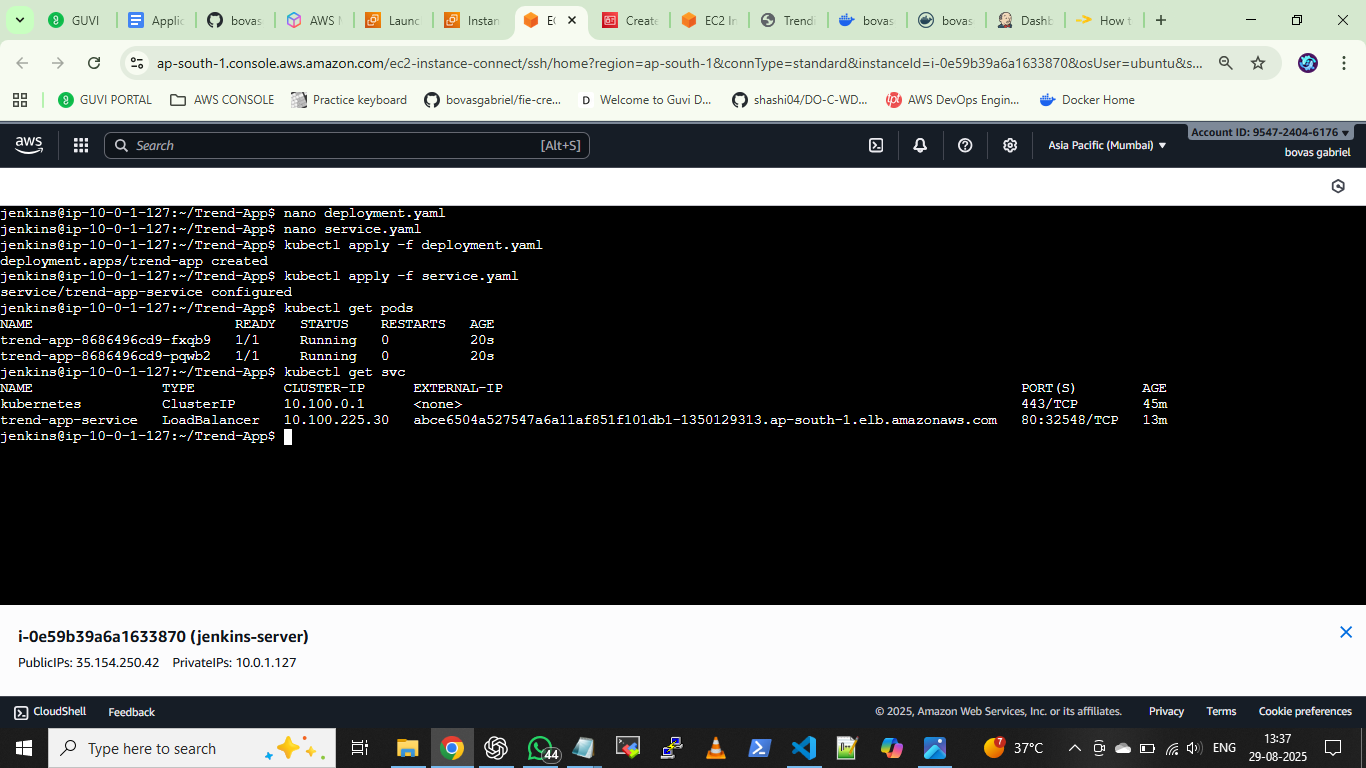 GUVI
Applic
bovas
AWS M
Launc
Instan
EC
Create
EC2 In
Trendi
bovas
bovas
Dashb
How t
ap-south-1.console.aws.amazon.com/ec2-instance-connect/ssh/home?region=ap-south-1&connType=standard&instanceId=i-0e59b39a6a1633870&osUser=ubuntu&s...
GUVI PORTAL
AWS CONSOLE
Practice keyboard
bovasgabriel/fie-cre...
Welcome to Guvi D...
shashi04/DO-C-WD...
AWS DevOps Engin...
Docker Home
aws
Search
[Alt+S]
Asia Pacific (Mumbai)
Account ID: 9547-2404-6176
bovas gabriel
jenkins@ip-10-0-1-127:~/Trend-App$ nano deployment.yaml
jenkins@ip-10-0-1-127:~/Trend-App$ nano service.yaml
jenkins@ip-10-0-1-127:~/Trend-App$ kubectl apply -f deployment.yaml
deployment.apps/trend-app created
jenkins@ip-10-0-1-127:~/Trend-App$ kubectl apply -f service.yaml
service/trend-app-service configured
jenkins@ip-10-0-1-127:~/Trend-App$ kubectl get pods
NAME READY STATUS RESTARTS AGE
trend-app-8686496cd9-fxqb9 1/1 Running 0 20s
trend-app-8686496cd9-pqwb2 1/1 Running 0 20s
jenkins@ip-10-0-1-127:~/Trend-App$ kubectl get svc
NAME TYPE CLUSTER-IP EXTERNAL-IP PORT(S) AGE
kubernetes ClusterIP 10.100.0.1 <none> 443/TCP 45m
trend-app-service LoadBalancer 10.100.225.30 abce6504a527547a6a11af851f101db1-1350129313.ap-south-1.elb.amazonaws.com 80:32548/TCP 13m
jenkins@ip-10-0-1-127:~/Trend-App$
i-0e59b39a6a1633870 (jenkins-server)
PublicIPs: 35.154.250.42 PrivateIPs: 10.0.1.127
CloudShell
Feedback
© 2025, Amazon Web Services, Inc. or its affiliates.
Privacy
Terms
Cookie preferences
Type here to search
44
7
37°C
ENG
13:37
29-08-2025